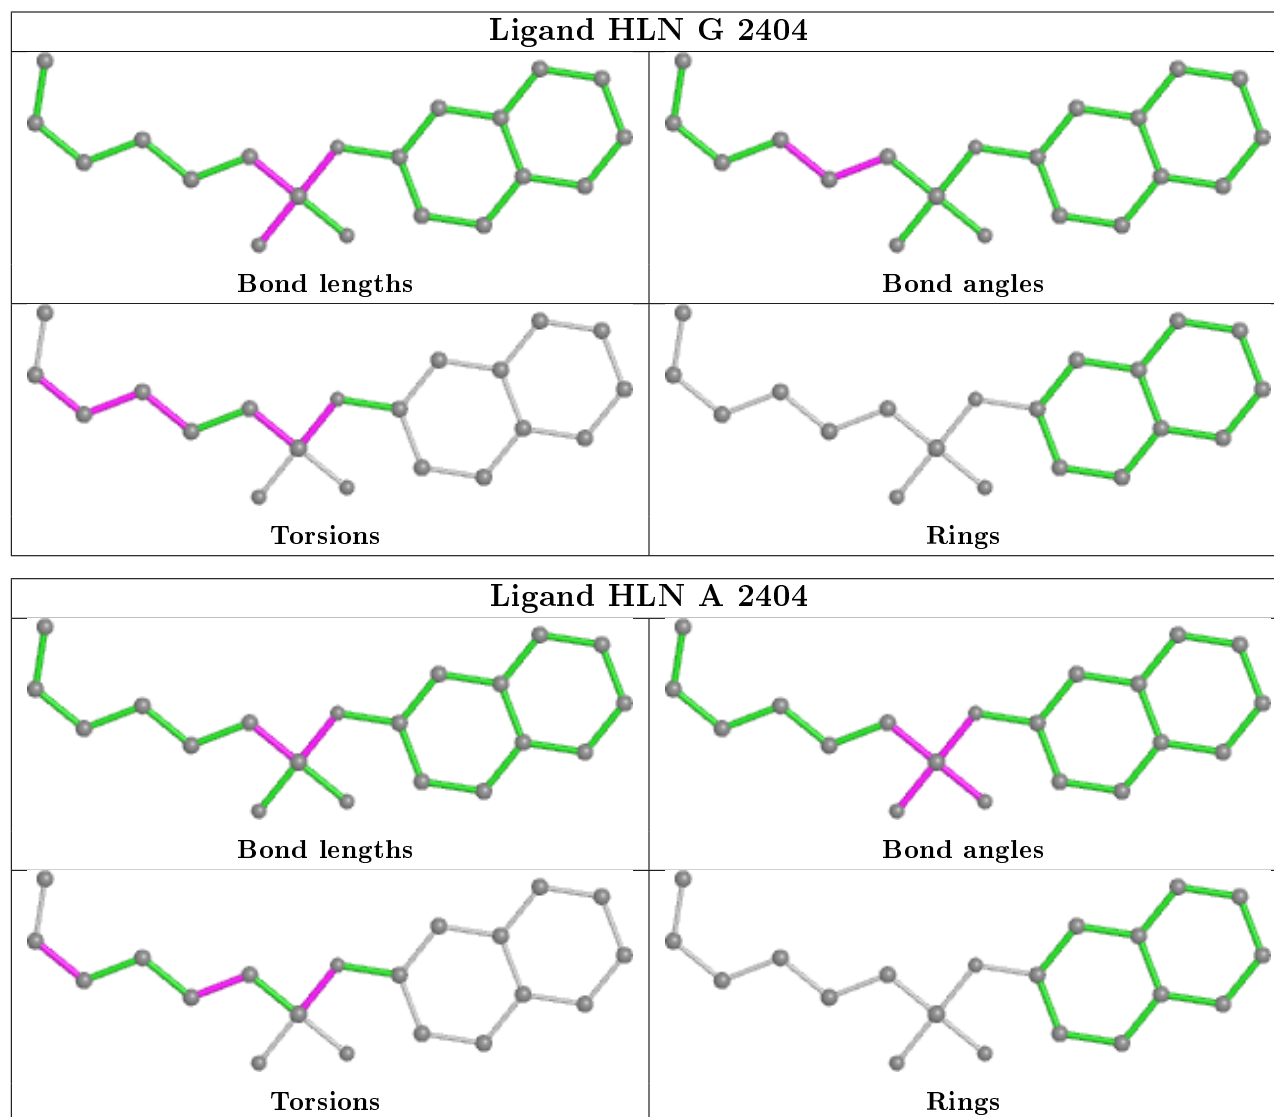 Ligand HLN G 2404
Bond lengths
Bond angles
Torsions
Rings
Ligand HLN A 2404
Bond lengths
Bond angles
Torsions
Rings